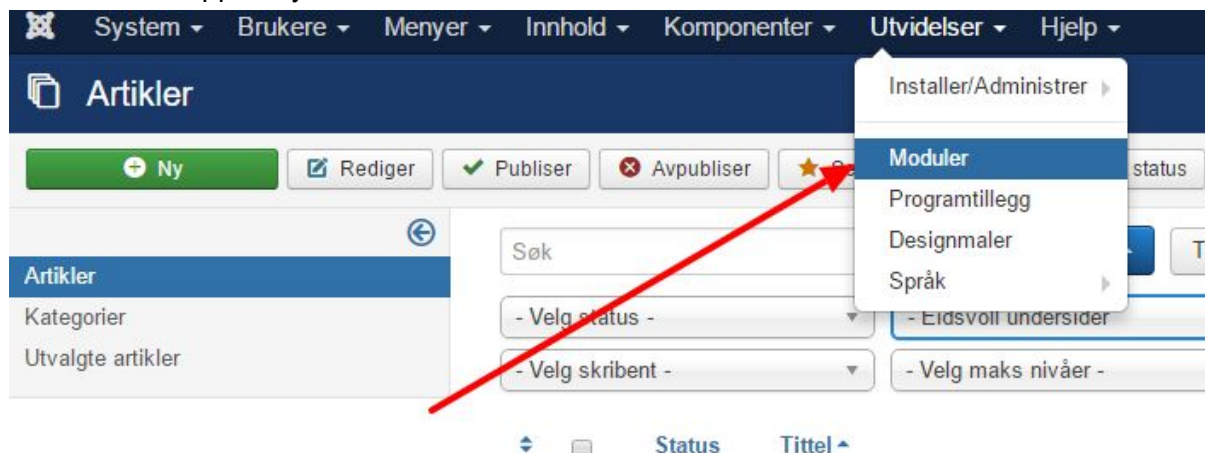 System Brukere Menyer Innhold Komponenter Utvidelser Hjelp
Artikler
Installer/Administrer
Ny Rediger Publiser Avpubliser Moduler status
Programtillegg
Søk Designmaler
Artikler Språk
Kategorier - Velg status - - Eidsvoll undersider
Utvalgte artikler - Velg skribent - - Velg maks nivåer -
Status Tittel